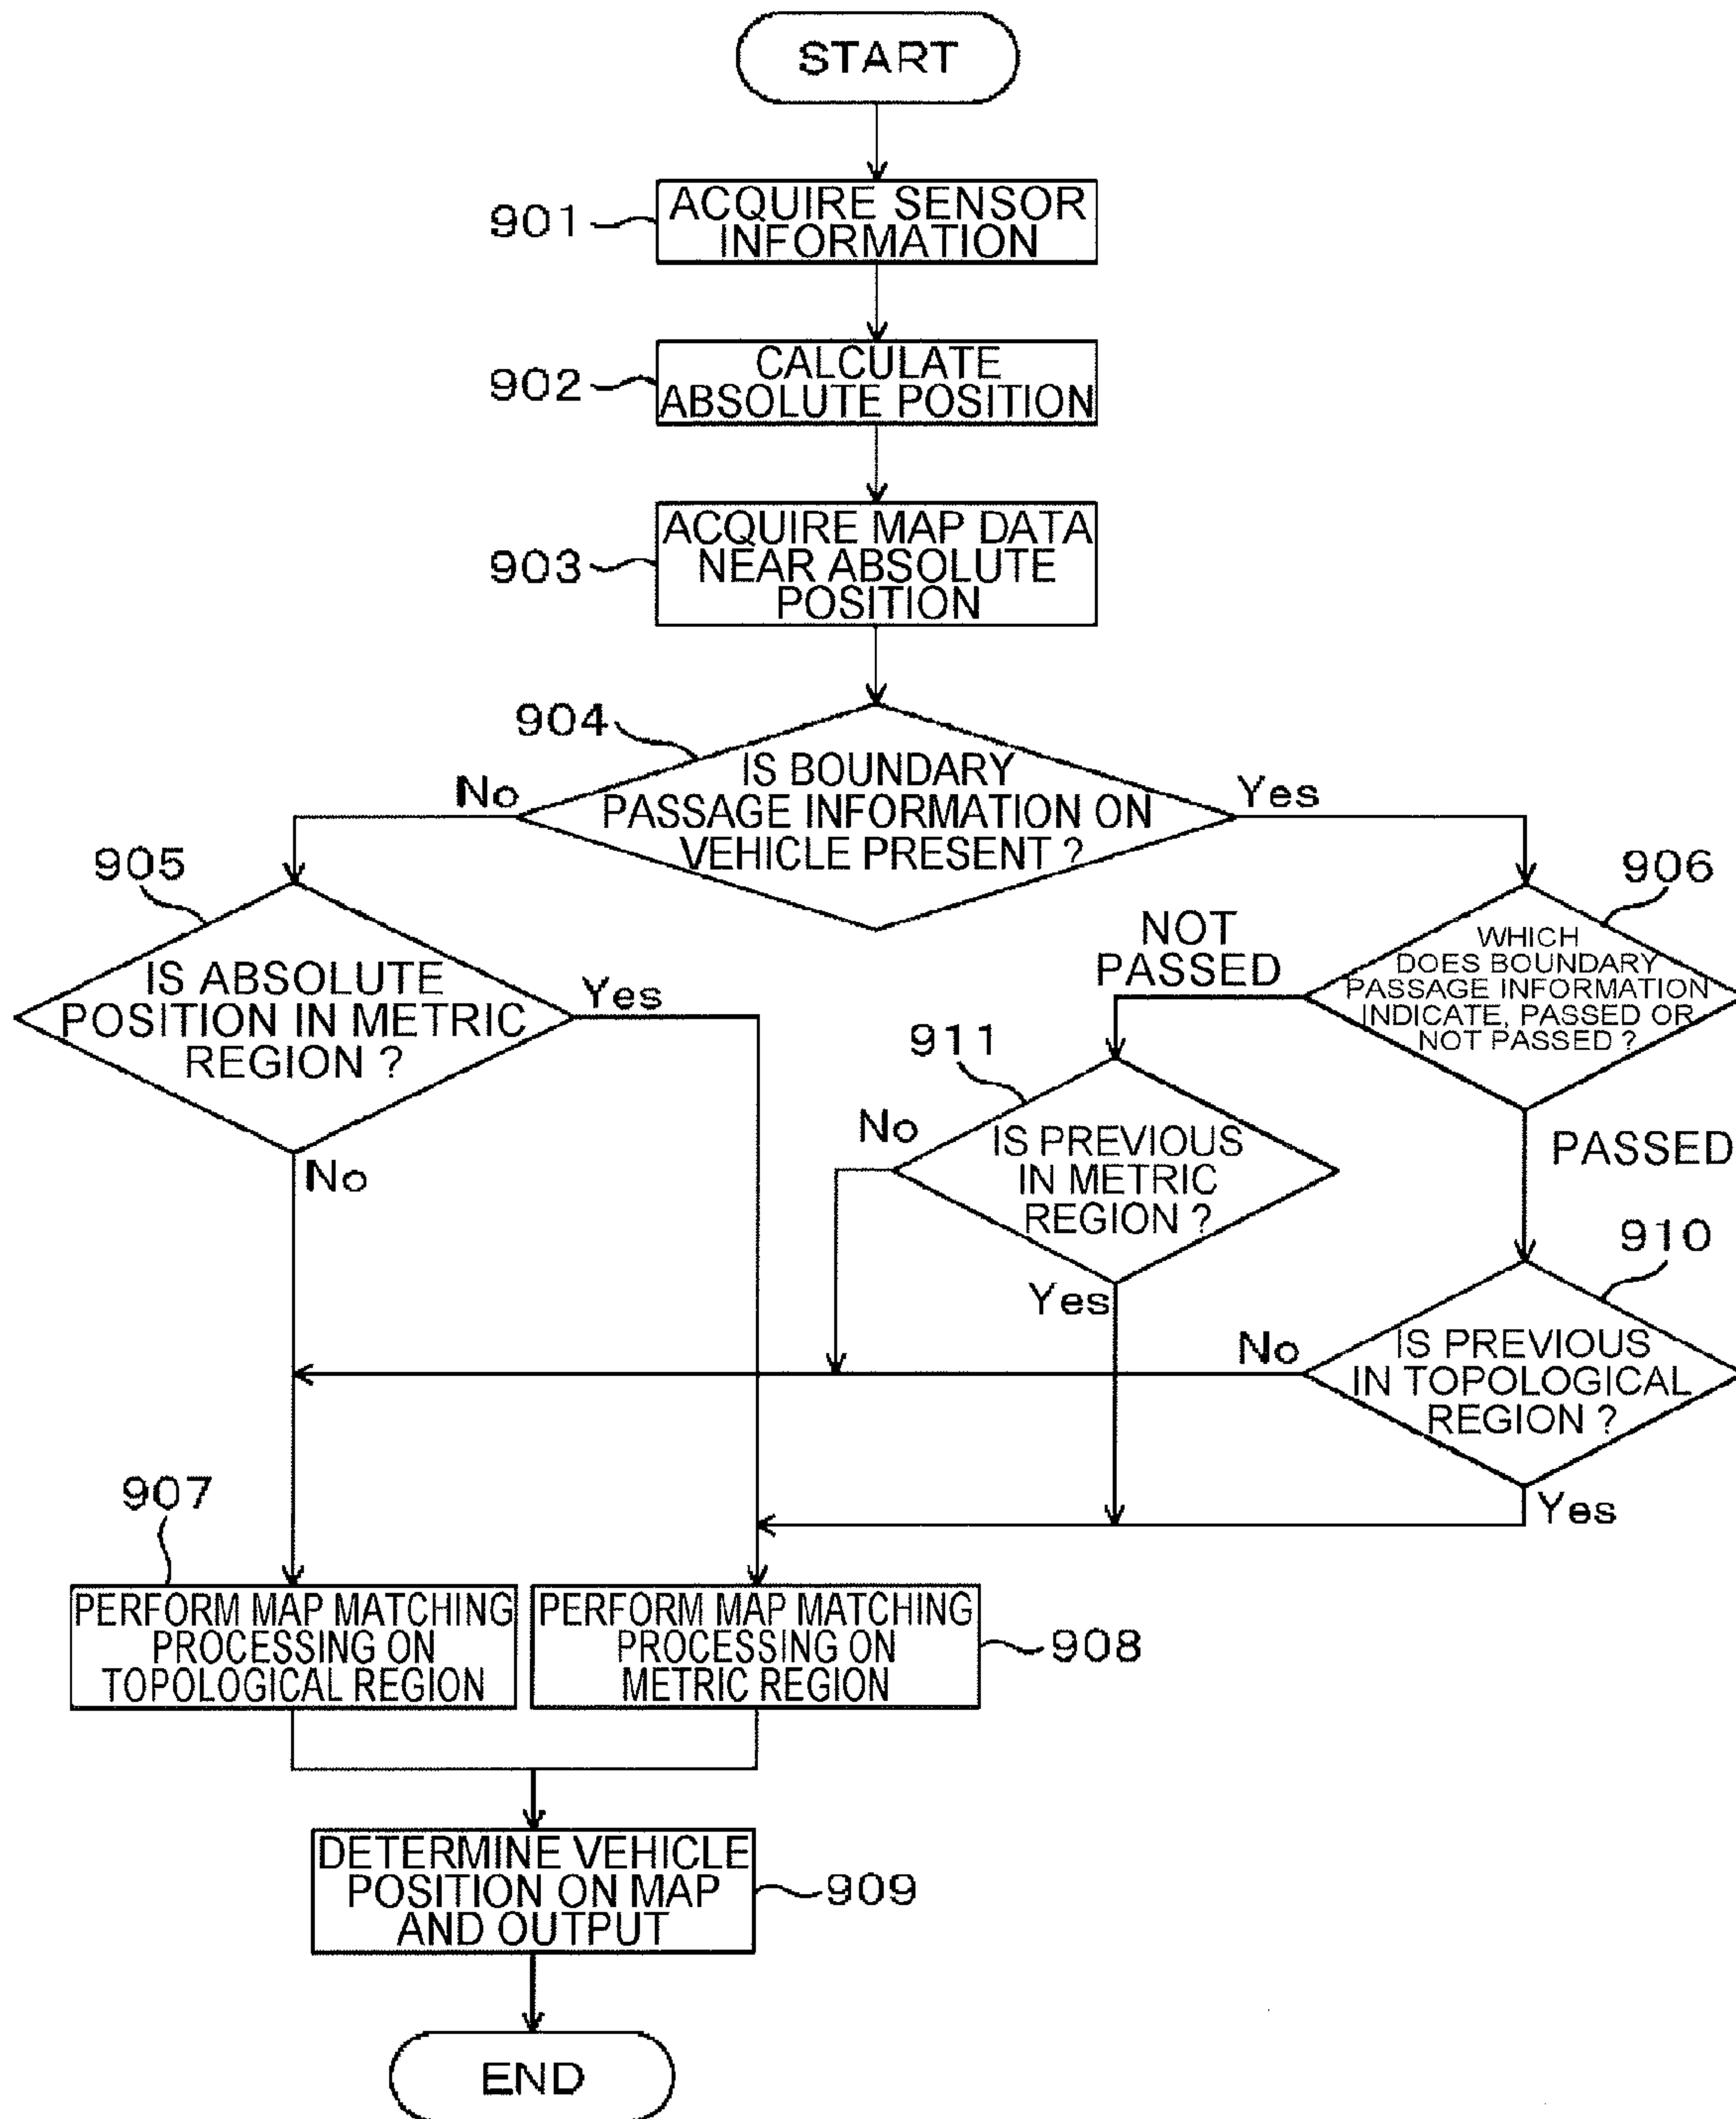 START
901
ACQUIRE SENSOR
INFORMATION
902
CALCULATE
ABSOLUTE POSITION
903
ACQUIRE MAP DATA
NEAR ABSOLUTE
POSITION
904
IS BOUNDARY
PASSAGE INFORMATION ON
VEHICLE PRESENT ?
No
Yes
905
IS ABSOLUTE
POSITION IN METRIC
REGION ?
Yes
No
906
WHICH
DOES BOUNDARY
PASSAGE INFORMATION
INDICATE, PASSED OR
NOT PASSED ?
NOT
PASSED
PASSED
911
IS PREVIOUS
IN METRIC
REGION ?
No
Yes
910
IS PREVIOUS
IN TOPOLOGICAL
REGION ?
No
Yes
907
PERFORM MAP MATCHING
PROCESSING ON
TOPOLOGICAL REGION
PERFORM MAP MATCHING
PROCESSING ON
METRIC REGION
908
DETERMINE VEHICLE
POSITION ON MAP
AND OUTPUT
909
END